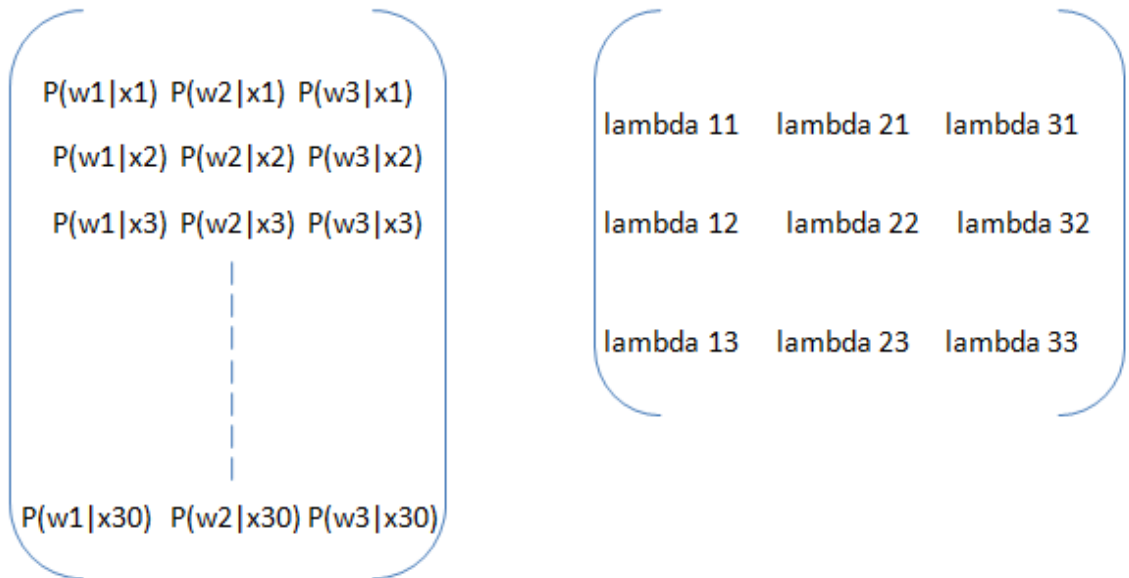 P(w1|x1) P(w2|x1) P(w3|x1)
P(w1|x2) P(w2|x2) P(w3|x2)
P(w1|x3) P(w2|x3) P(w3|x3)
P(w1|x30) P(w2|x30) P(w3|x30)
lambda 11 lambda 21 lambda 31
lambda 12 lambda 22 lambda 32
lambda 13 lambda 23 lambda 33